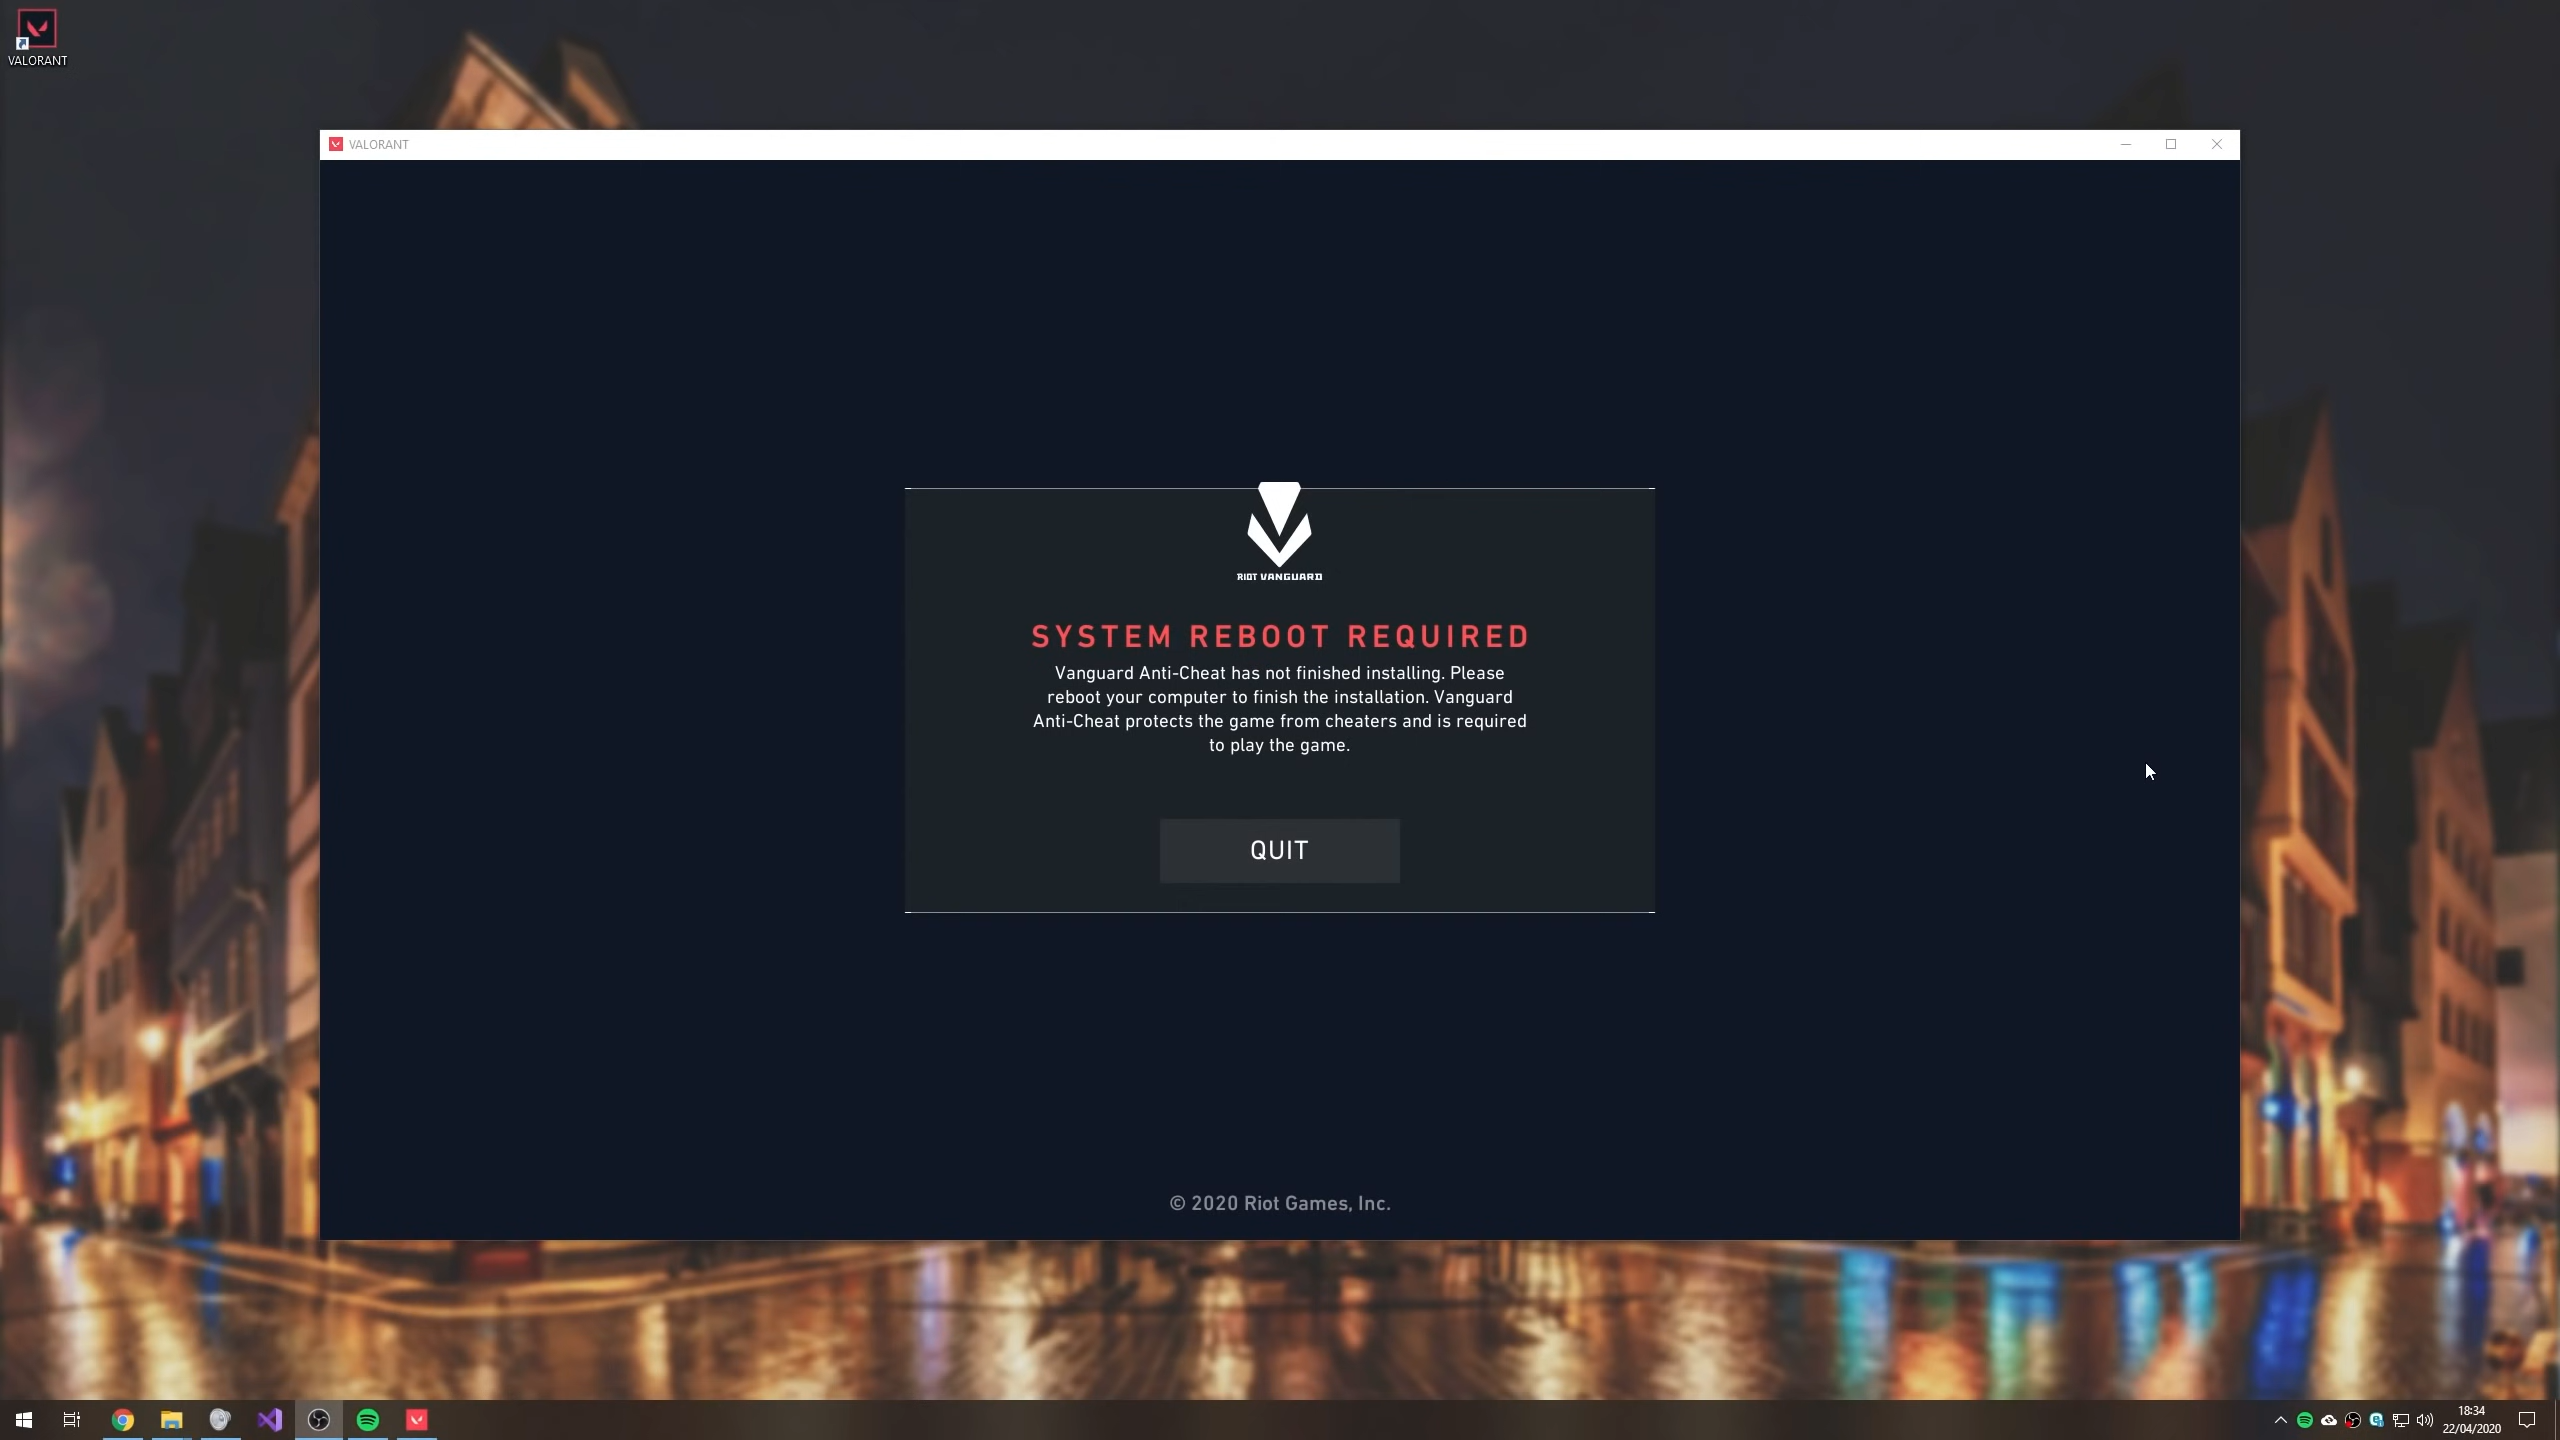 VALORANT
VALORANT
RIOT VANGUARD
SYSTEM REBOOT REQUIRED
Vanguard Anti-Cheat has not finished installing. Please
reboot your computer to finish the installation. Vanguard
Anti-Cheat protects the game from cheaters and is required
to play the game.
QUIT
© 2020 Riot Games, Inc.
18:34
22/04/2020